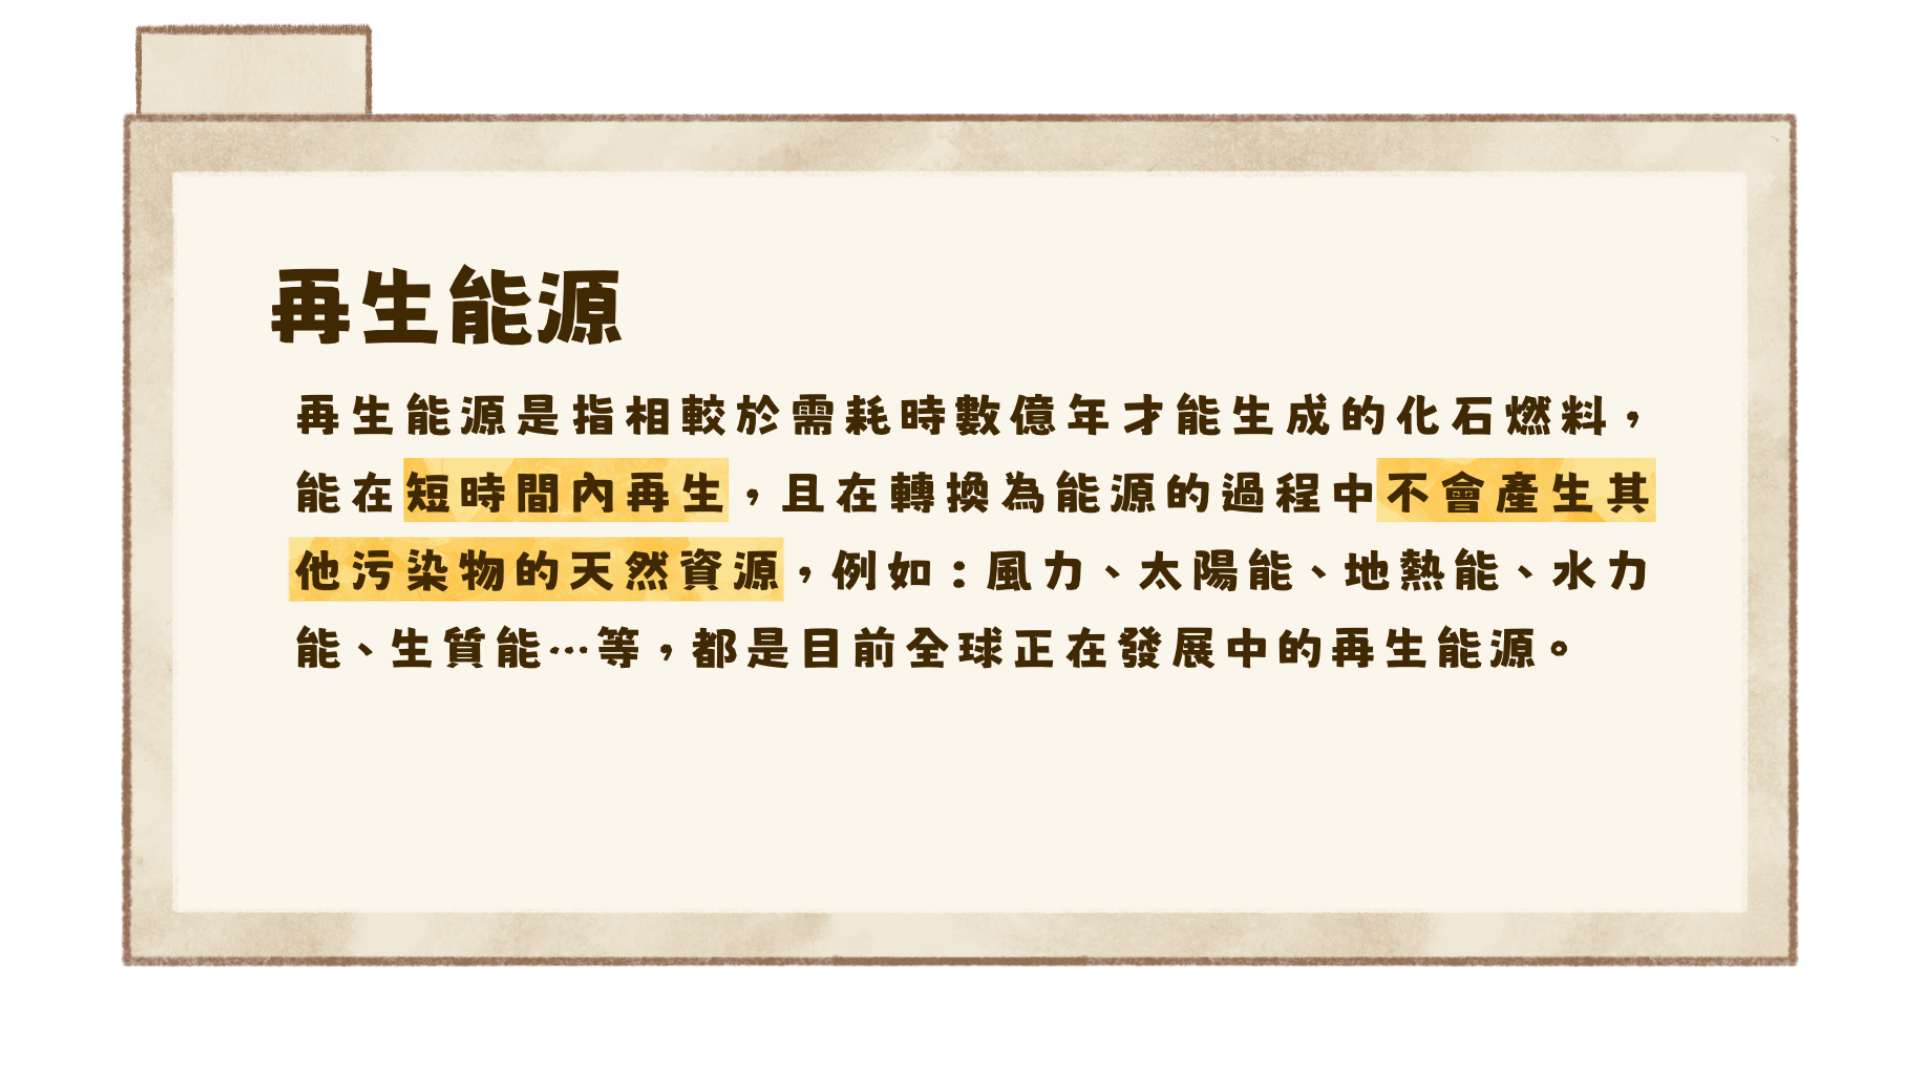 再生能源
再生能源是指相較於需耗時數億年才能生成的化石燃料，
能在短時間內再生，且在轉換為能源的過程中不會產生其
他污染物的天然資源，例如：風力、太陽能、地熱能、水力
能、生質能…等，都是目前全球正在發展中的再生能源。